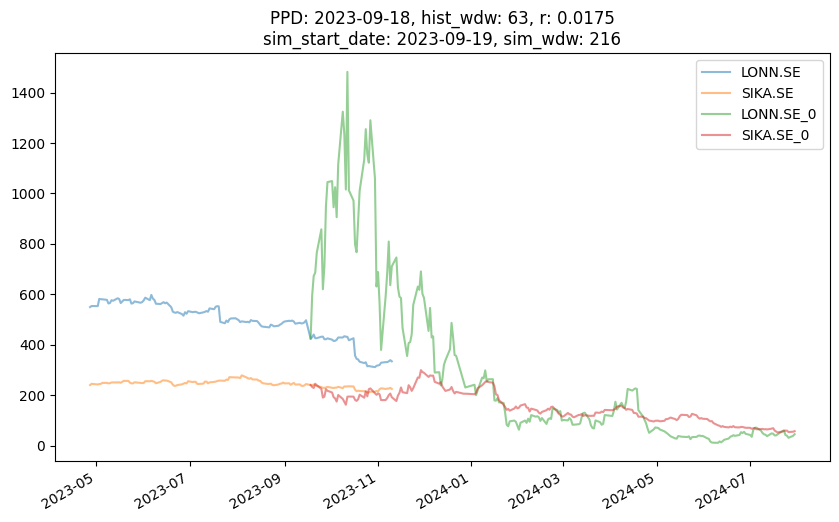 PPD: 2023-09-18, hist_wdw: 63, r: 0.0175
sim_start_date: 2023-09-19, sim_wdw: 216
LONN.SE
SIKA.SE
LONN.SE_0
SIKA.SE_0
1400
1200
1000
800
600
400
200
0
2023-05
2023-07
2023-09
2023-11
2024-01
2024-03
2024-05
2024-07